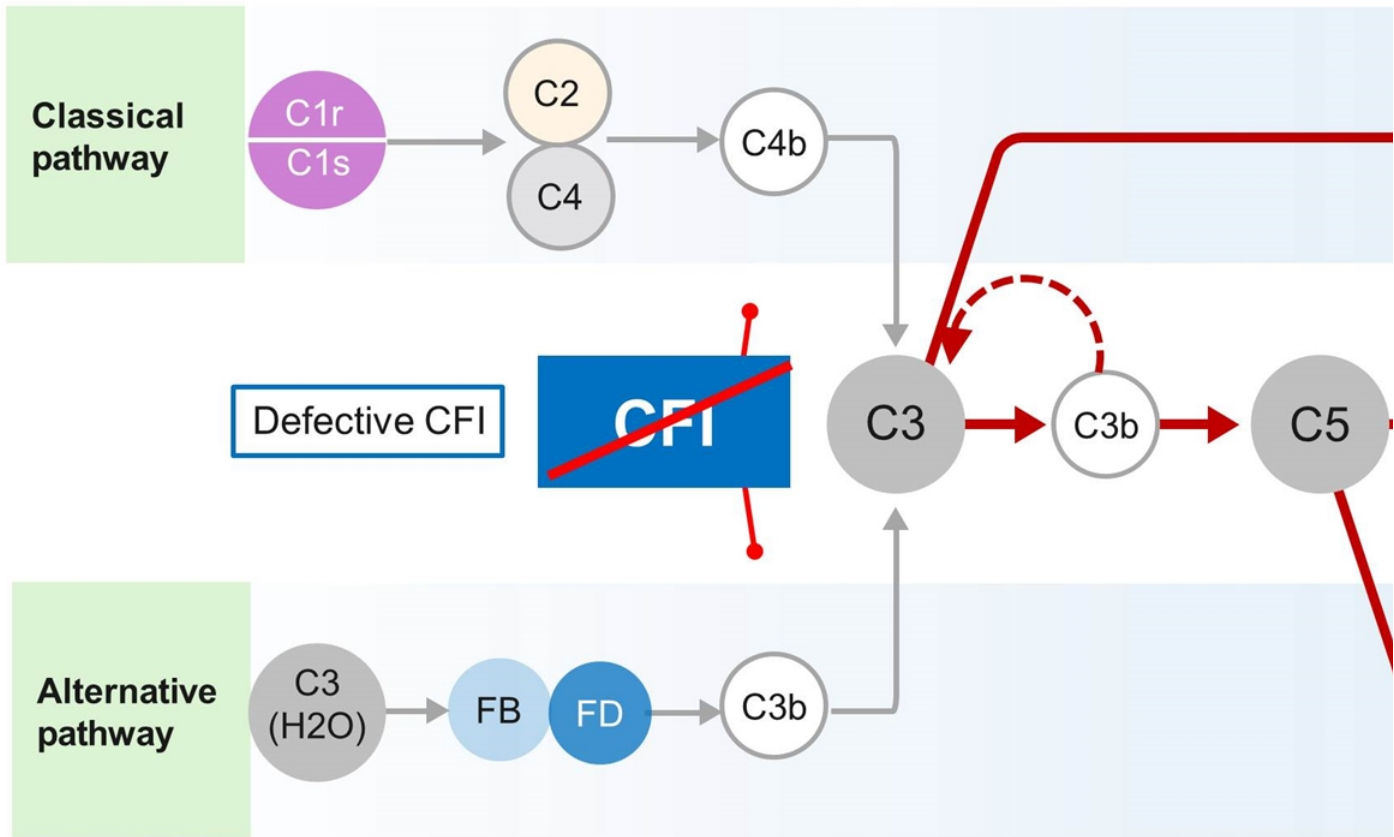 Classical
pathway
C1r
C1s
C2
C4
C4b
Defective CFI
CFI
C3
C3b
C5
Alternative
pathway
C3
(H2O)
FB
FD
C3b